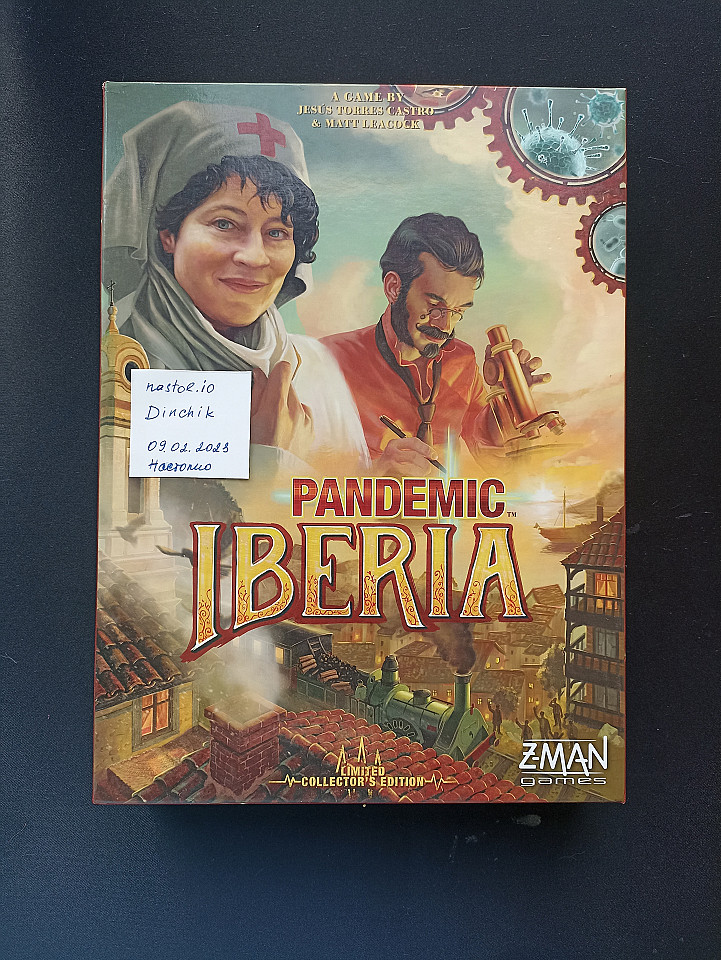 A GAME BY
JESÚS TORRES CASTRO
& MATT LEACOCK
nastol.io
Dinchik
09.02.2023
Настолио
PANDEMIC™
IBERIA
LIMITED
COLLECTOR'S EDITION
Z-MAN
games